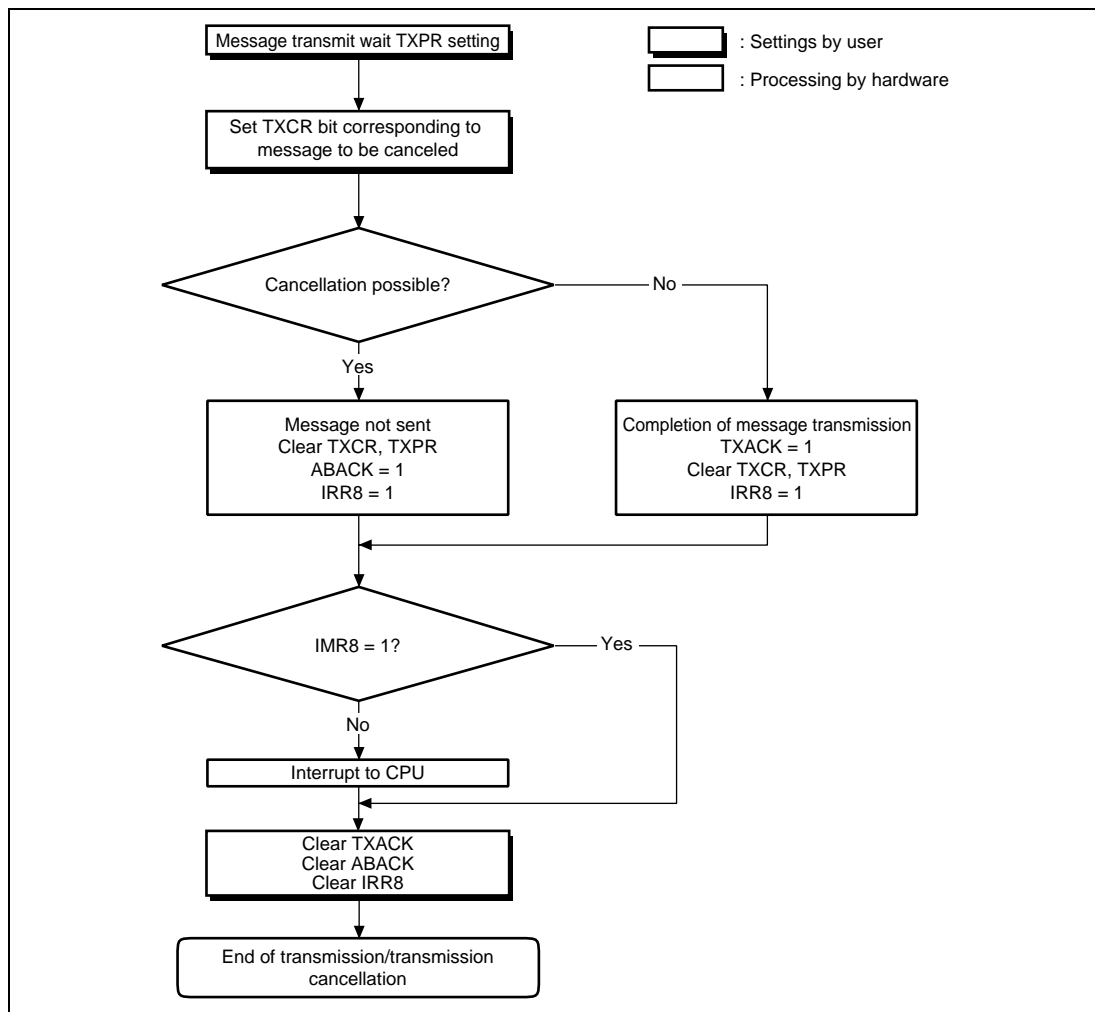 Message transmit wait TXPR setting
: Settings by user
: Processing by hardware
Set TXCR bit corresponding to
message to be canceled
Cancellation possible?
No
Yes
Message not sent
Clear TXCR, TXPR
ABACK = 1
IRR8 = 1
Completion of message transmission
TXACK = 1
Clear TXCR, TXPR
IRR8 = 1
IMR8 = 1?
Yes
No
Interrupt to CPU
Clear TXACK
Clear ABACK
Clear IRR8
End of transmission/transmission
cancellation